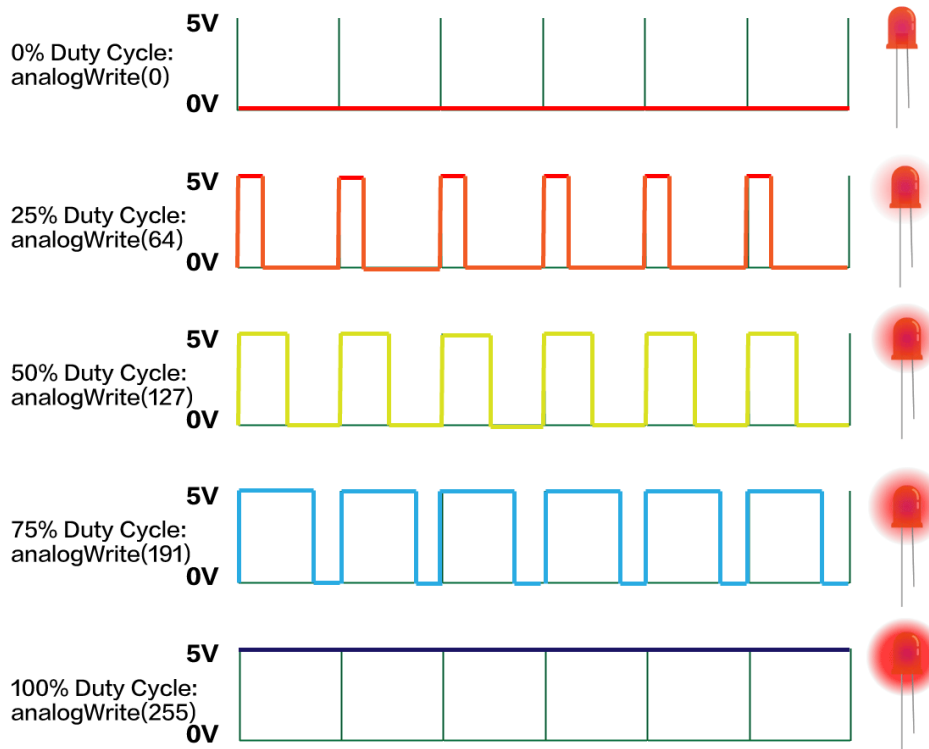 5V
0% Duty Cycle:
analogWrite(0)
0V
5V
25% Duty Cycle:
analogWrite(64)
0V
5V
50% Duty Cycle:
analogWrite(127)
0V
5V
75% Duty Cycle:
analogWrite(191)
0V
5V
100% Duty Cycle:
analogWrite(255)
0V